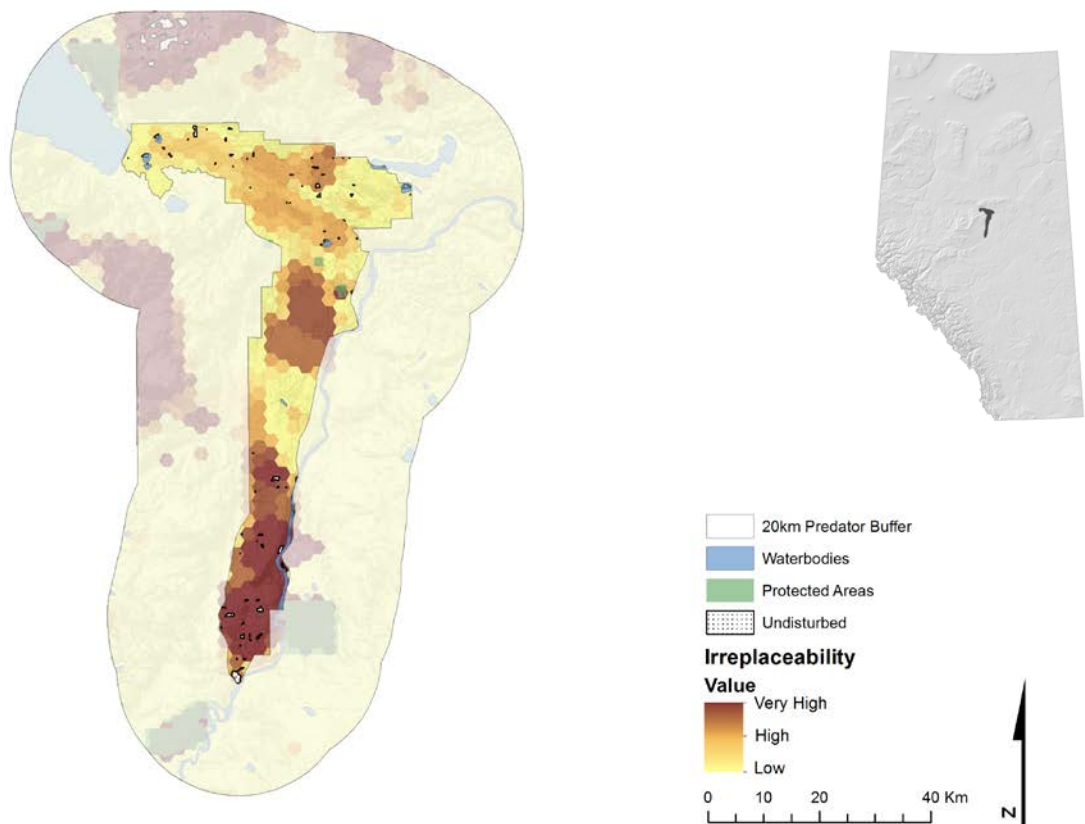 20km Predator Buffer
Waterbodies
Protected Areas
Undisturbed
Irreplaceability
Value
Very High
High
Low
0 10 20 40 Km
N